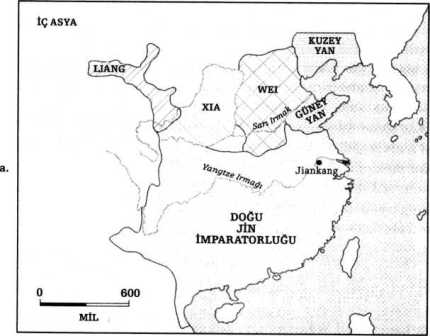 İÇ ASYA
KUZEY
YAN
LIANG
WEI
XIA
GÜNEY
YAN
Sarı Irmak
a.
Yangtze Irmağı
Jiankang
DOĞU
JİN
İMPARATORLUĞU
0 600
MİL